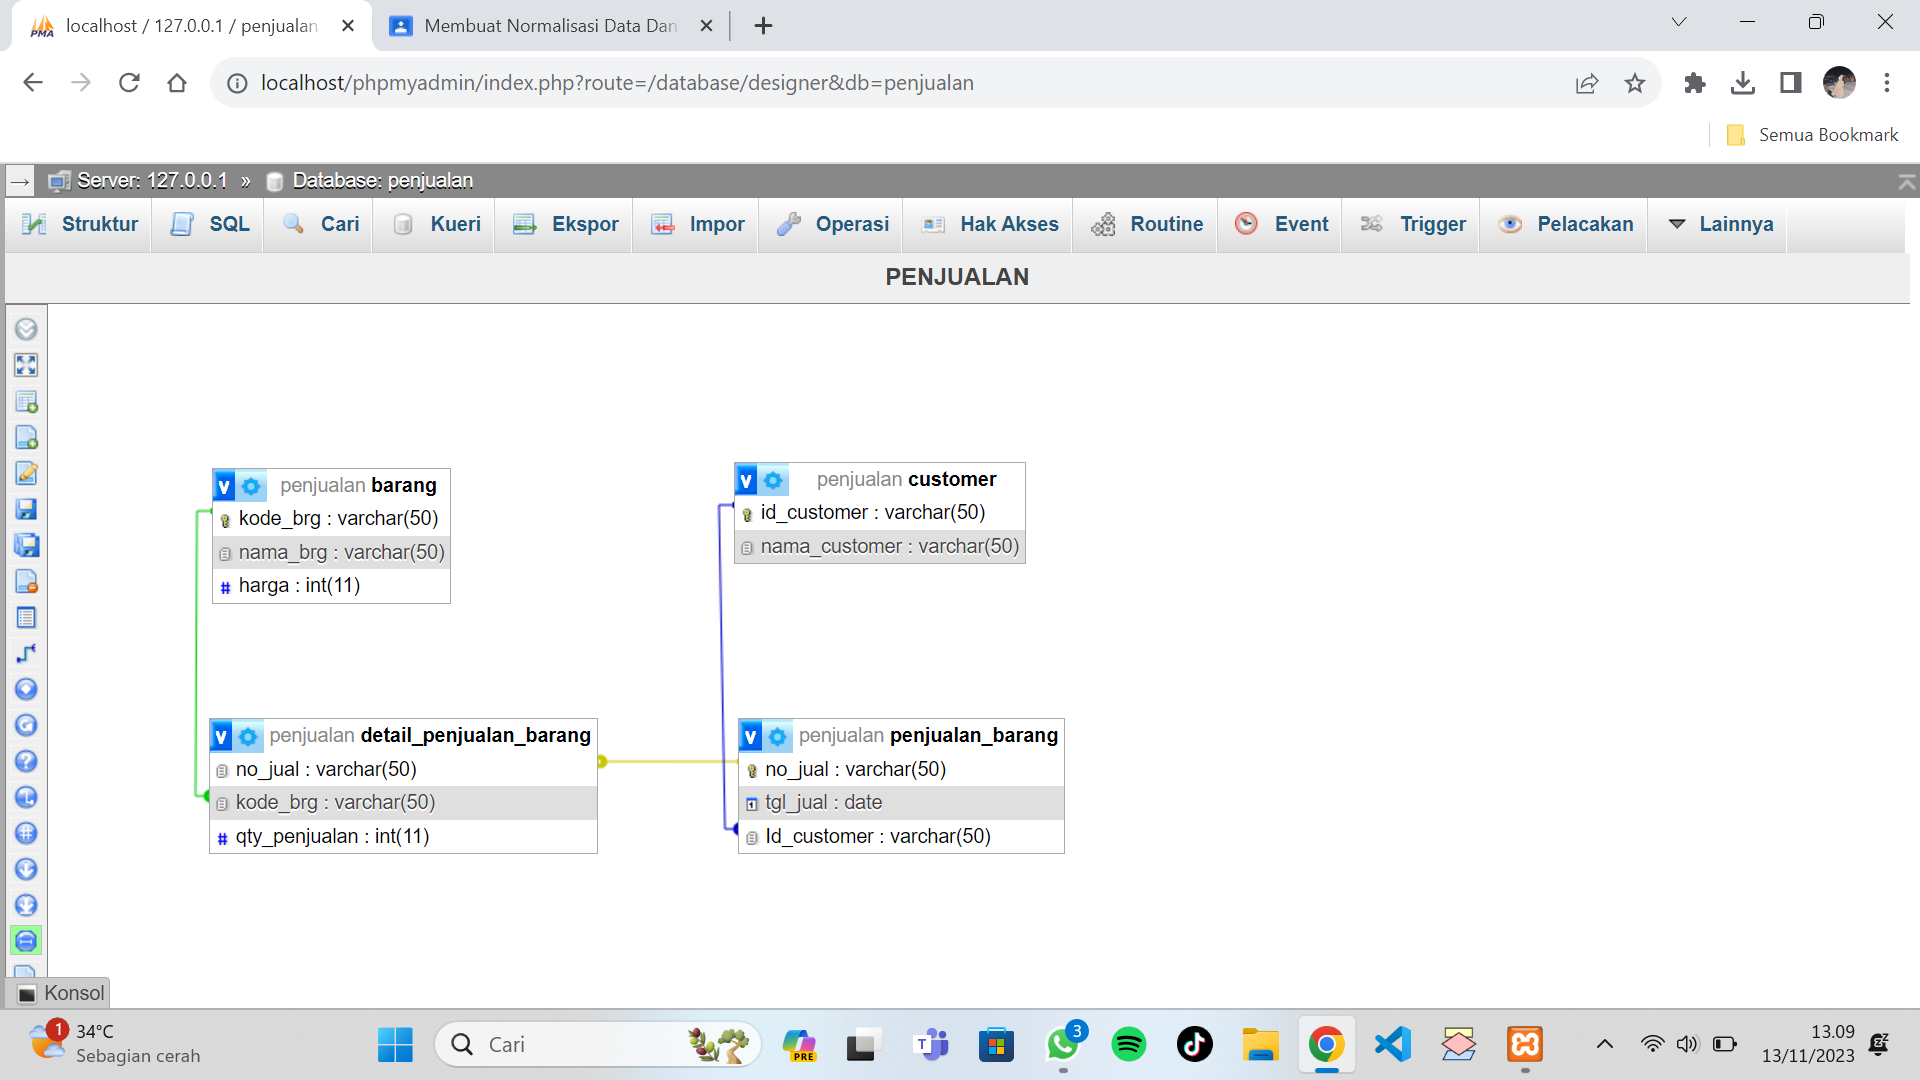 localhost / 127.0.0.1 / penjualan
Membuat Normalisasi Data Dan
localhost/phpmyadmin/index.php?route=/database/designer&db=penjualan
Semua Bookmark
Server: 127.0.0.1 » Database: penjualan
Struktur SQL Cari Kueri Ekspor Impor Operasi Hak Akses Routine Event Trigger Pelacakan Lainnya
PENJUALAN
v penjualan barang
kode_brg : varchar(50)
nama_brg : varchar(50)
# harga : int(11)
v penjualan customer
id_customer : varchar(50)
nama_customer : varchar(50)
v penjualan detail_penjualan_barang
no_jual : varchar(50)
kode_brg : varchar(50)
# qty_penjualan : int(11)
v penjualan penjualan_barang
no_jual : varchar(50)
tgl_jual : date
Id_customer : varchar(50)
Konsol
1
34°C
Sebagian cerah
Cari
PRE
3
13.09
13/11/2023